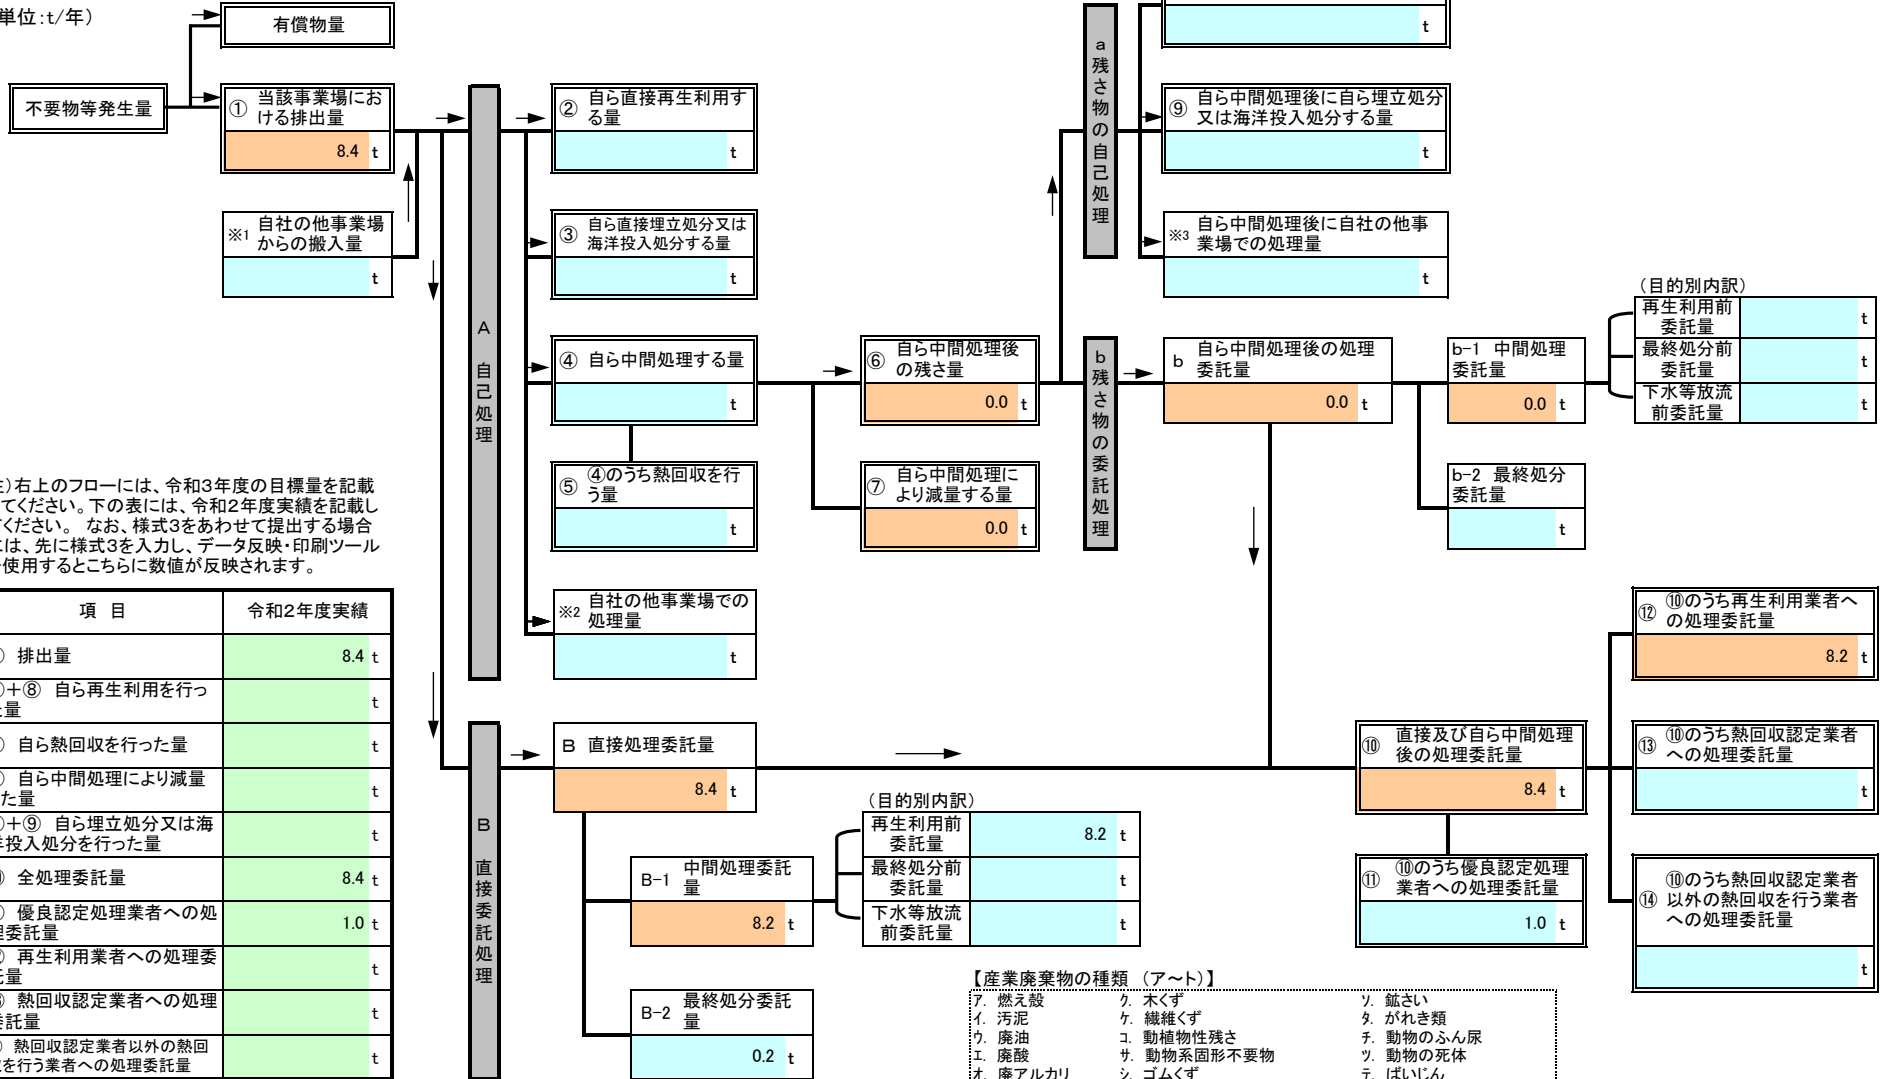 単位:t/年）
有償物量
不要物等発生量
① 当該事業場にお
ける排出量
8.4 t
※1 自社の他事業場
からの搬入量
t
A 自己処理
② 自ら直接再生利用す
る量
t
③ 自ら直接埋立処分又は
海洋投入処分する量
t
④ 自ら中間処理する量
t
⑤ ④のうち熱回収を行
う量
t
※2 自社の他事業場での
処理量
t
⑥ 自ら中間処理後
の残さ量
0.0 t
⑦ 自ら中間処理に
より減量する量
0.0 t
a 残さ物の自己処理
t
⑨ 自ら中間処理後に自ら埋立処分
又は海洋投入処分する量
t
※3 自ら中間処理後に自社の他事
業場での処理量
t
b 残さ物の委託処理
b 自ら中間処理後の処理
委託量
0.0 t
b-1 中間処理
委託量
0.0 t
b-2 最終処分
委託量
t
（目的別内訳）
再生利用前
委託量
t
最終処分前
委託量
t
下水等放流
前委託量
t
）右上のフローには、令和3年度の目標量を記載
てください。下の表には、令和2年度実績を記載し
ください。 なお、様式3をあわせて提出する場合
は、先に様式3を入力し、データ反映・印刷ツール
使用するとこちらに数値が反映されます。
項 目 令和2年度実績
） 排出量 8.4 t
）＋⑧ 自ら再生利用を行っ
量
t
） 自ら熱回収を行った量 t
） 自ら中間処理により減量
た量
t
）＋⑨ 自ら埋立処分又は海
投入処分を行った量
t
） 全処理委託量 8.4 t
） 優良認定処理業者への処
委託量
1.0 t
） 再生利用業者への処理委
量
t
） 熱回収認定業者への処理
託量
t
） 熱回収認定業者以外の熱回
を行う業者への処理委託量
t
B 直接委託処理
B 直接処理委託量
8.4 t
B-1 中間処理委託
量
8.2 t
B-2 最終処分委託
量
0.2 t
（目的別内訳）
再生利用前
委託量
8.2 t
最終処分前
委託量
t
下水等放流
前委託量
t
⑩ 直接及び自ら中間処理
後の処理委託量
8.4 t
⑪ ⑩のうち優良認定処理
業者への処理委託量
1.0 t
⑫ ⑩のうち再生利用業者へ
の処理委託量
8.2 t
⑬ ⑩のうち熱回収認定業者
への処理委託量
t
⑭ ⑩のうち熱回収認定業者
以外の熱回収を行う業者
への処理委託量
t
【産業廃棄物の種類 （ア～ト）】
ア. 燃え殻 ク. 木くず ソ. 鉱さい
イ. 汚泥 ケ. 繊維くず タ. がれき類
ウ. 廃油 コ. 動植物性残さ チ. 動物のふん尿
エ. 廃酸 サ. 動物系固形不要物 ツ. 動物の死体
オ. 廃アルカリ シ. ゴムくず テ. ばいじん